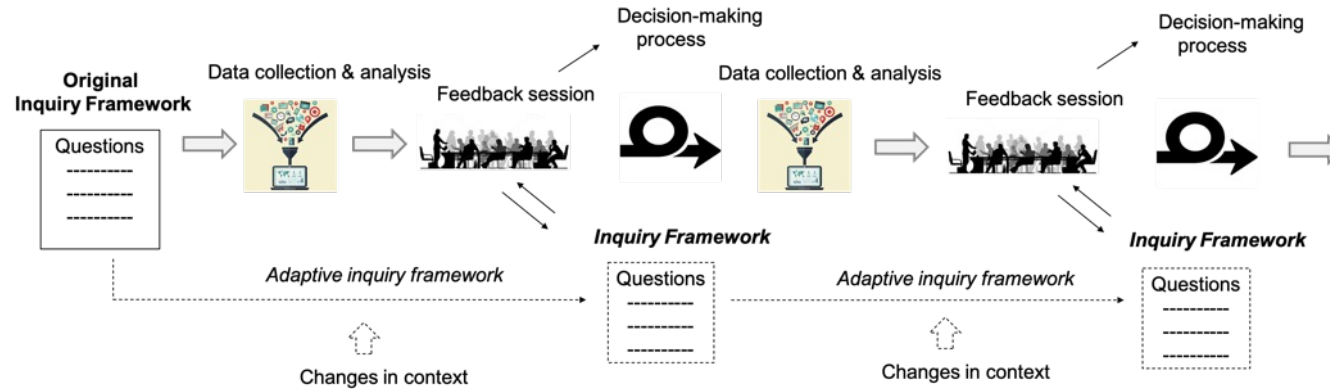 Original
Inquiry Framework
Questions
----------
----------
----------
Data collection & analysis
Feedback session
Decision-making
process
Adaptive inquiry framework
Changes in context
Inquiry Framework
Questions
----------
----------
----------
Data collection & analysis
Feedback session
Decision-making
process
Adaptive inquiry framework
Changes in context
Inquiry Framework
Questions
----------
----------
----------